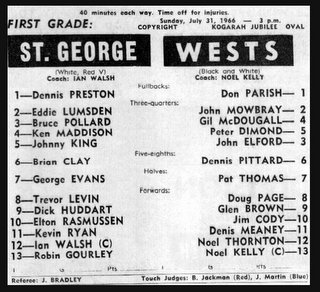 40 minutes each way. Time off for injuries.
FIRST GRADE: Sunday, July 31, 1966 — 3 p.m.
COPYRIGHT KOGARAH JUBILEE OVAL
ST. GEORGE WESTS
(White, Red V) (Black and White)
Coach: IAN WALSH Coach: NOEL KELLY
Fullbacks:
1—Dennis PRESTON Don PARISH—1
Three-quarters:
2—Eddie LUMSDEN John MOWBRAY—2
3—Bruce POLLARD Gil McDOUGALL—4
4—Ken MADDISON Peter DIMOND—5
5—Johnny KING John ELFORD—3
Five-eighths:
6—Brian CLAY Dennis PITTARD—6
Halves:
7—George EVANS Pat THOMAS—7
Forwards:
8—Trevor LEVIN Doug PAGE—8
9—Dick HUDDART Glen BROWN—9
10—Elton RASMUSSEN Jim CODY—10
11—Kevin RYAN Denis MEANEY—11
12—Ian WALSH (C) Noel THORNTON—12
13—Robin GOURLEY Noel KELLY (C)—13
T G Pts T G Pts
Referee: J. BRADLEY Touch Judges: B. Jackman (Red), J. Martin (Blue)